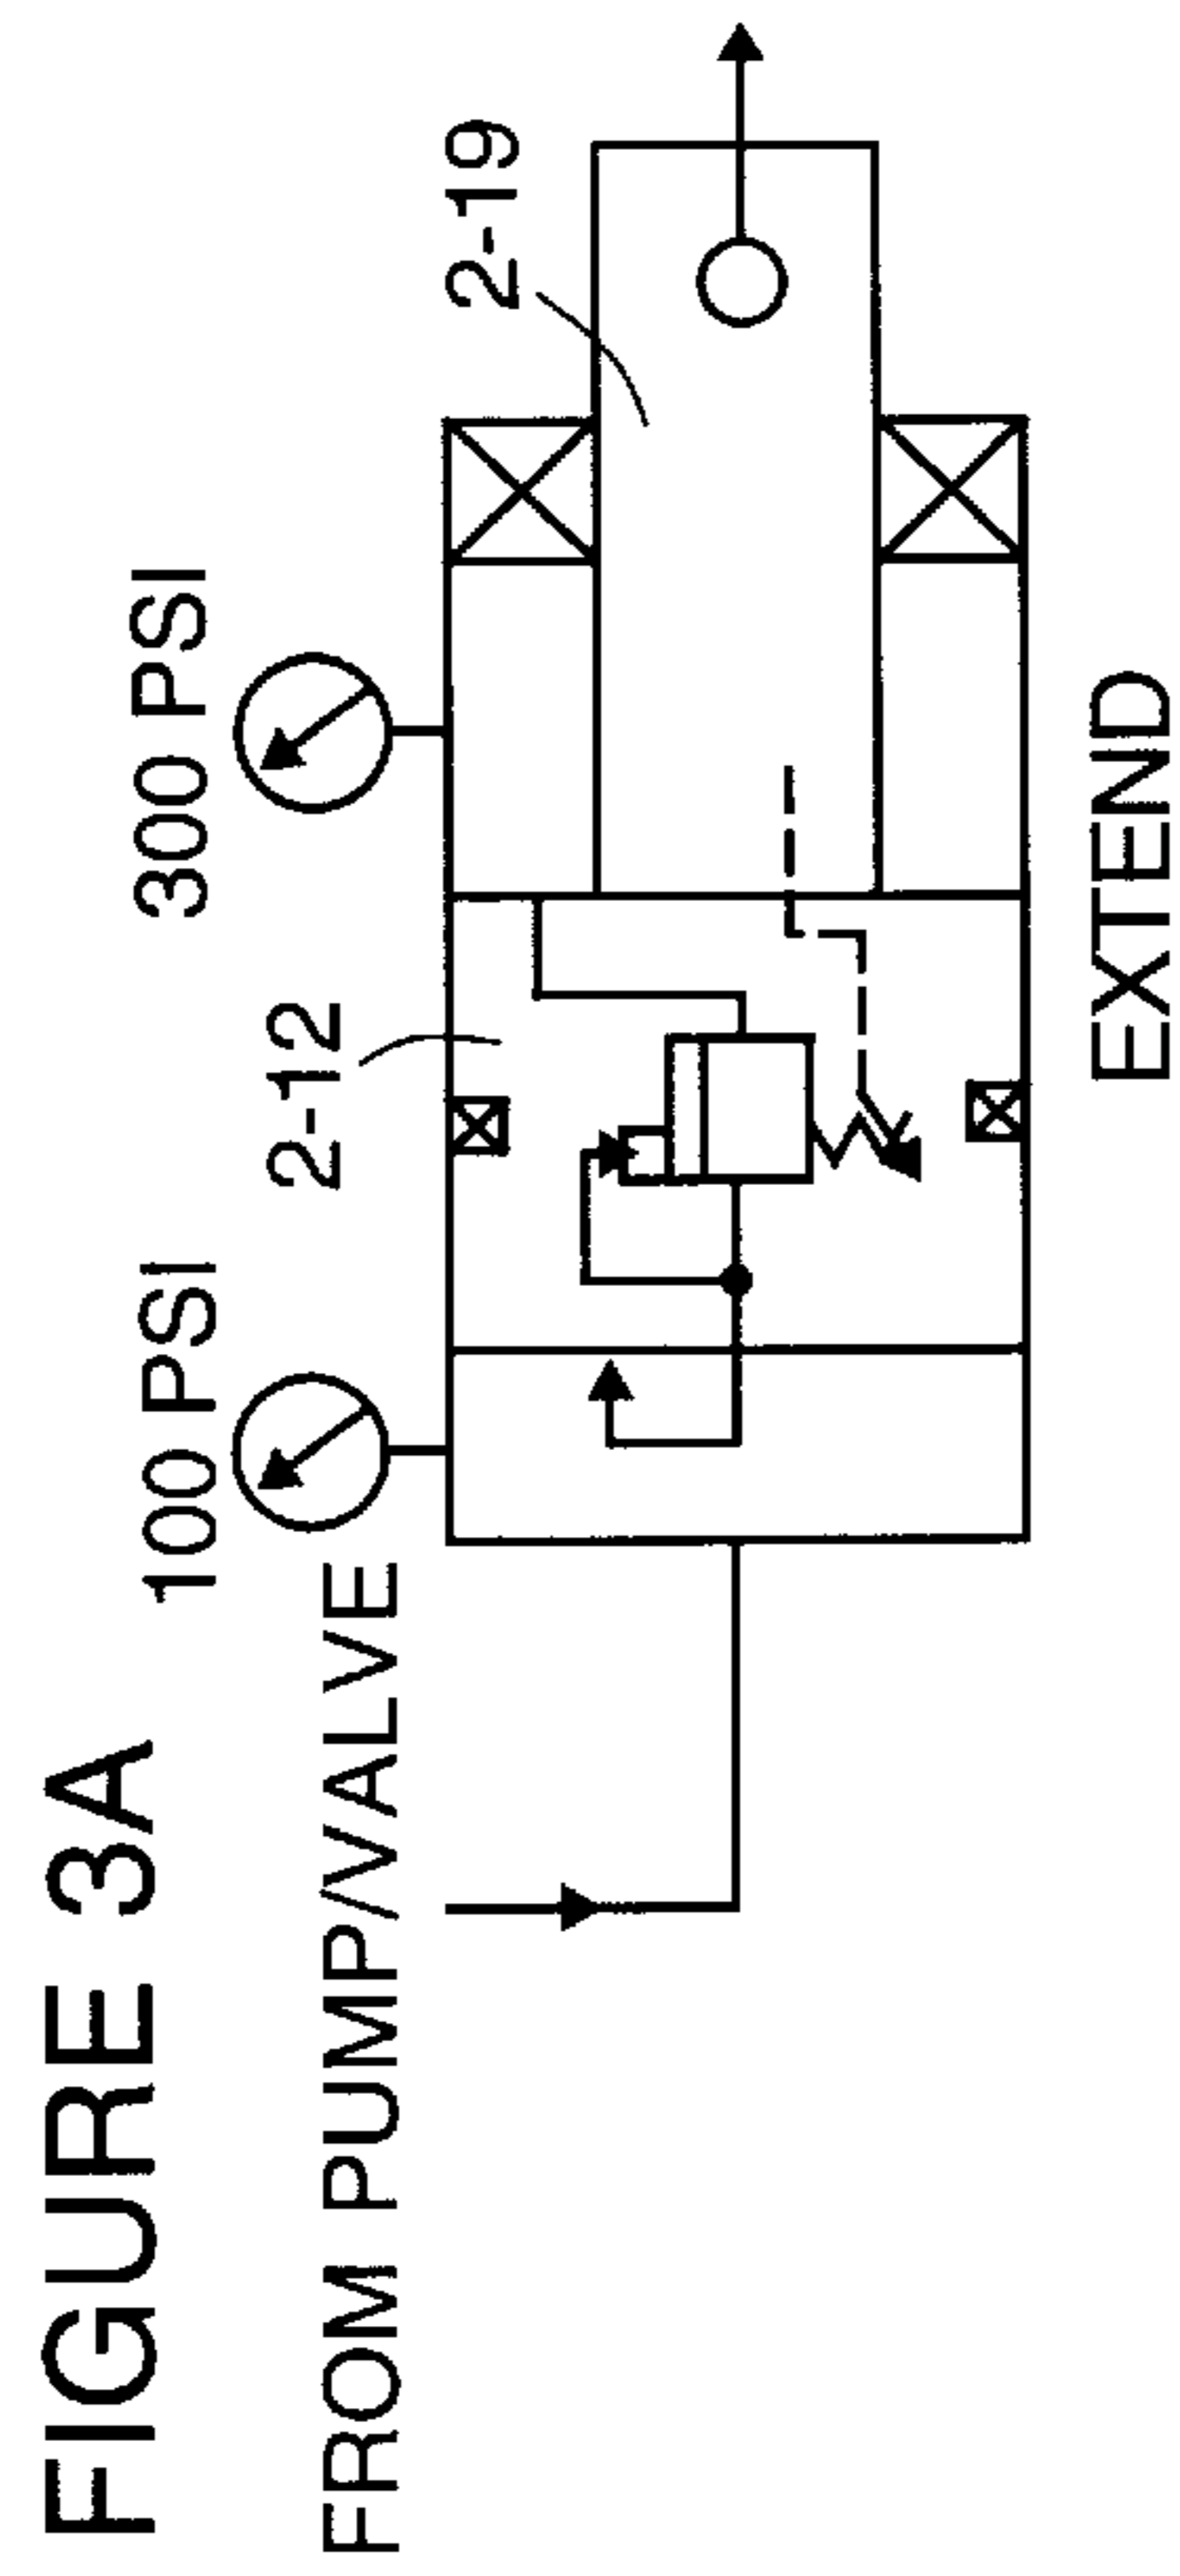 FIGURE 3A
FROM PUMP/VALVE
100 PSI
300 PSI
2-12
2-19
EXTEND